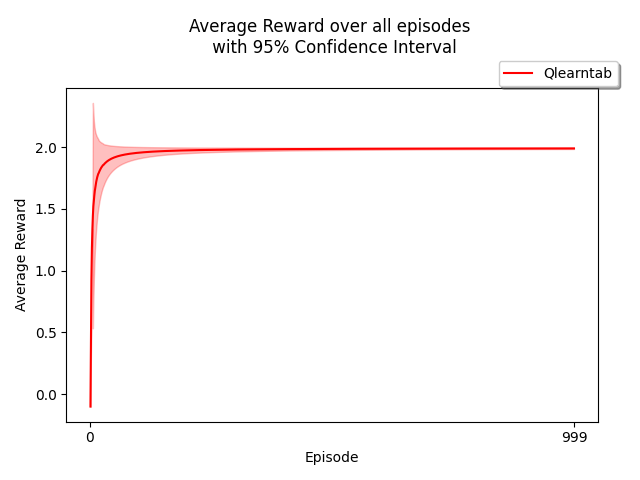 Average Reward over all episodes
with 95% Confidence Interval
Qlearntab
2.0
1.5
1.0
0.5
0.0
Average Reward
0
999
Episode